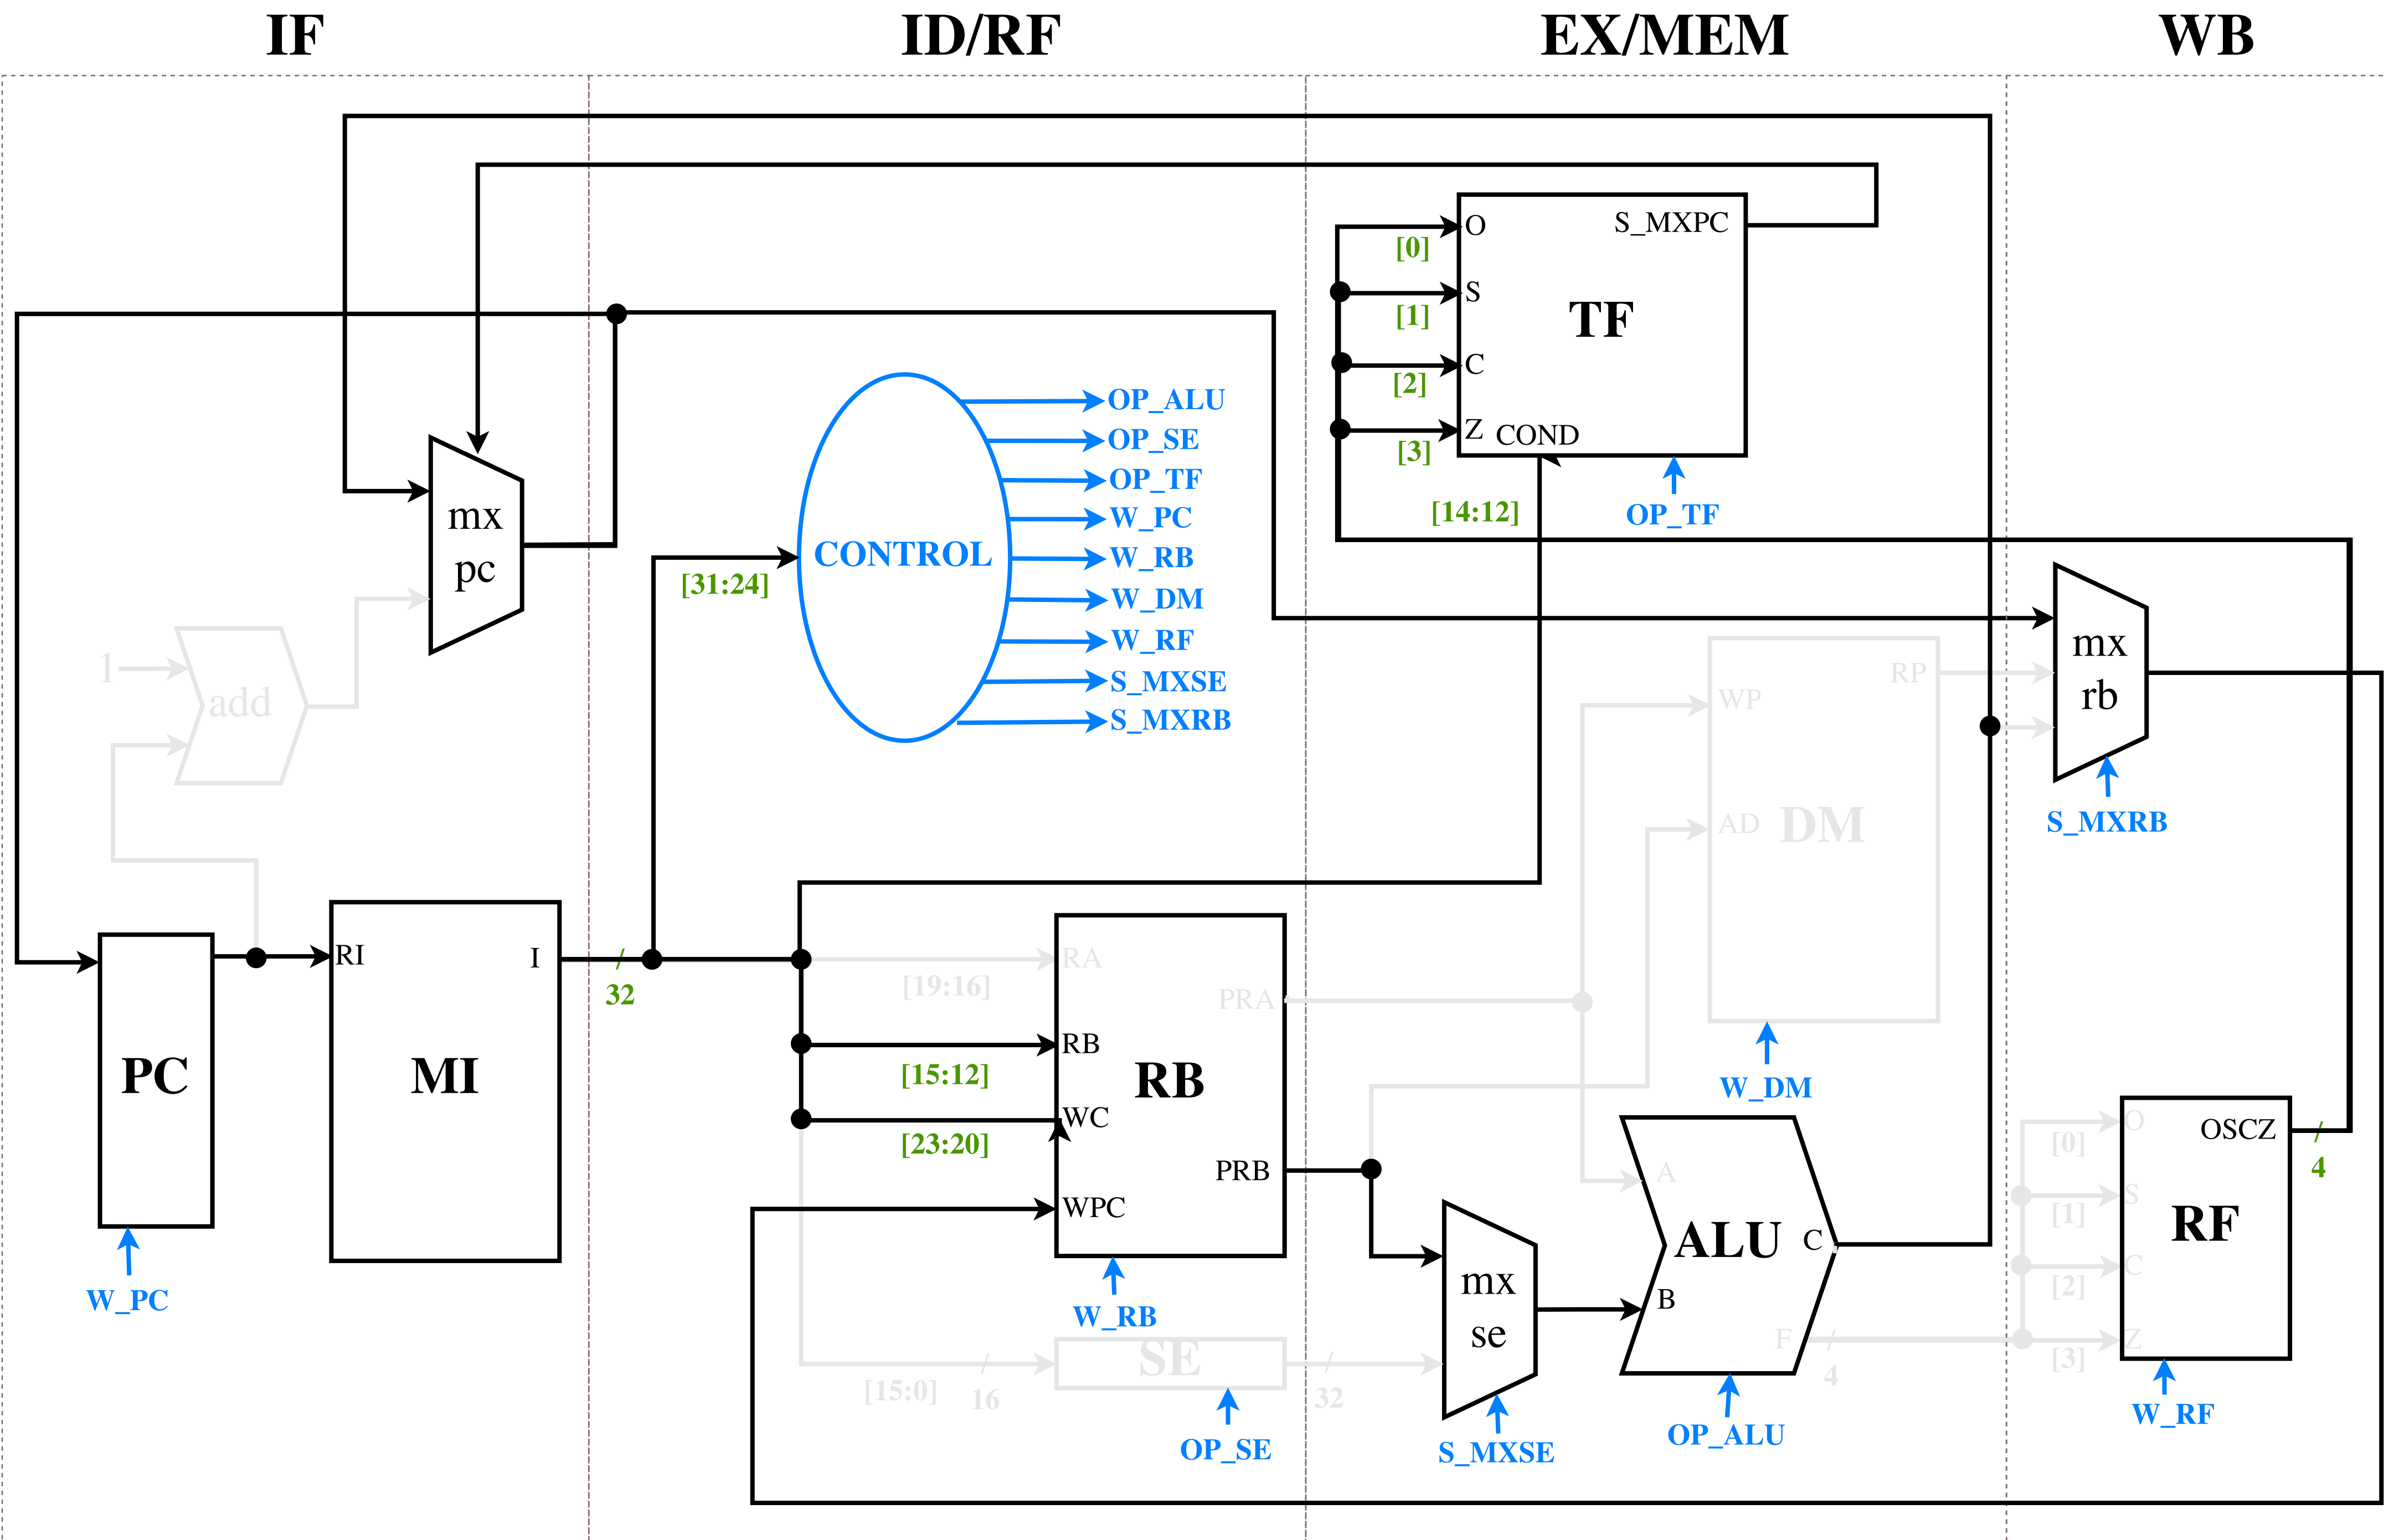 IF
ID/RF
EX/MEM
WB
O
S_MXPC
[0]
S
[1]
TF
C
[2]
Z
COND
[3]
[14:12]
OP_TF
mx
pc
CONTROL
[31:24]
OP_ALU
OP_SE
OP_TF
W_PC
W_RB
W_DM
W_RF
S_MXSE
S_MXRB
1
add
mx
rb
S_MXRB
WP
RP
AD
DM
W_DM
PC
W_PC
RI
I
MI
32
RA
[19:16]
PRA
RB
[15:12]
RB
WC
[23:20]
PRB
WPC
W_RB
SE
[15:0]
16
32
OP_SE
mx
se
S_MXSE
A
ALU
C
B
F
4
OP_ALU
O
OSCZ
[0]
4
S
[1]
RF
C
[2]
Z
[3]
W_RF